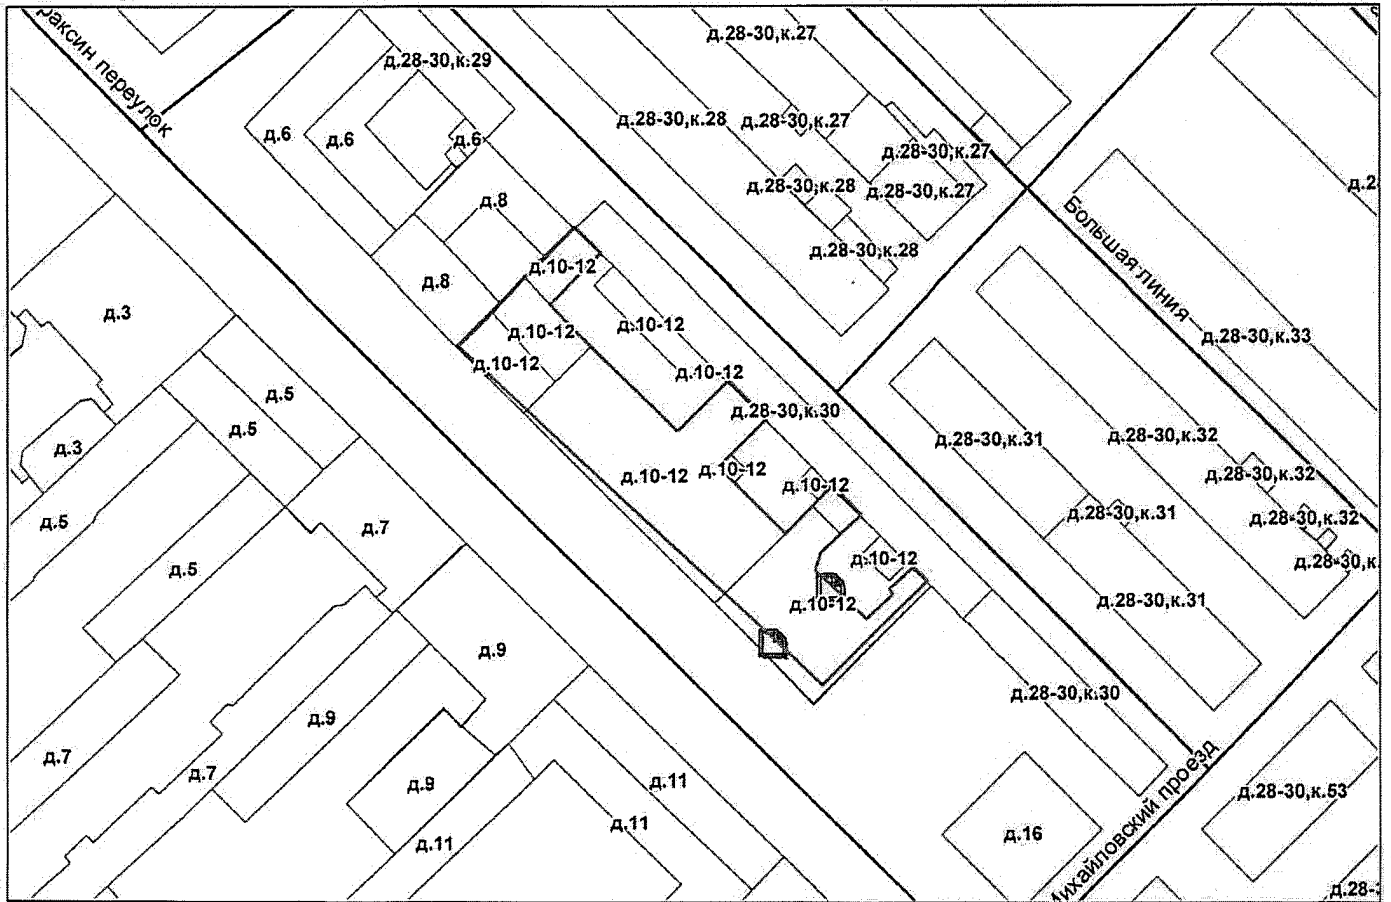 д.28-30,к.27
д.28-30,к.29
переулок
д.28-30,к.28
д.28-30,к.27
д.6
д.6
д.6
д.28-30,к.27
д.28-30,к.28
д.28-30,к.27
д.8
Большая линия
д.28-30,к.28
д.10-12
д.8
д.3
д.10-12
д.10-12
д.28-30,к.33
д.10-12
д.10-12
д.5
д.28-30,к.30
д.5
д.28-30,к.31
д.28-30,к.32
д.3
д.10-12
д.10-12
д.28-30,к.32
д.10-12
д.5
д.7
д.28-30,к.31
д.28-30,к.32
д.10-12
д.28-30,к.
д.5
д.10-12
д.28-30,к.31
д.9
д.28-30,к.30
д.9
д.7
д.7
д.9
д.11
Михайловский проезд
д.28-30,к.53
д.11
д.16
д.11